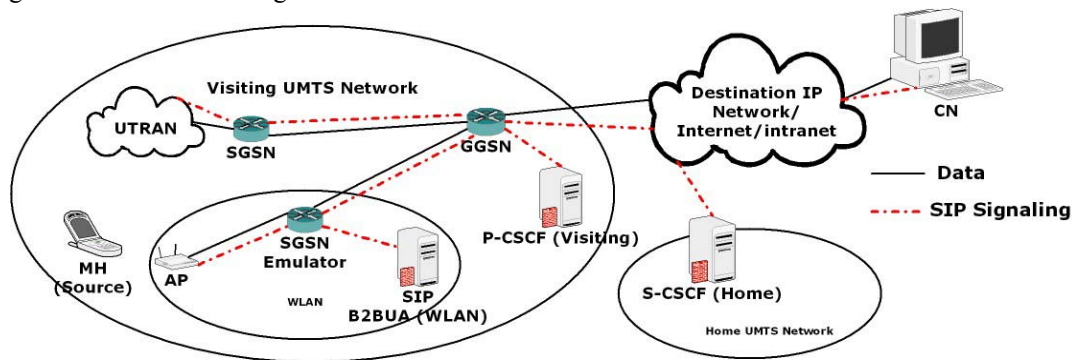 Visiting UMTS Network
UTRAN
SGSN
GGSN
Destination IP
Network/
Internet/intranet
CN
Data
SIP Signaling
P-CSCF (Visiting)
MH
(Source)
AP
SGSN
Emulator
WLAN
SIP
B2BUA (WLAN)
S-CSCF (Home)
Home UMTS Network